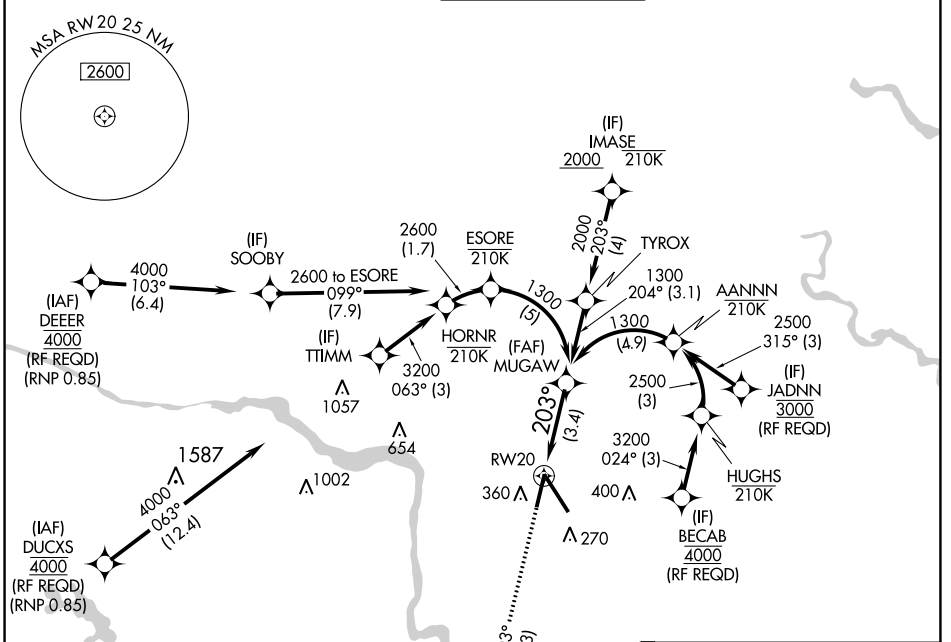 MSA RW20 25 NM
2600
(IF)
IMASE
2000 210K
2000
203°
(4)
TYROX
1300
204° (3.1)
AANNN
210K
2500
315° (3)
(IF)
JADNN
3000
(RF REQD)
(IF)
SOOBY
2600
(1.7)
ESORE
210K
4000
103°
(6.4)
2600 to ESORE
099°
(7.9)
(IAF)
DEEER
4000
(RF REQD)
(RNP 0.85)
(IF)
TTIMM
HORNR
210K
3200
063° (3)
1300
(5)
1300
(4.9)
(FAF)
MUGAW
2500
(3)
1057
654
203°
(3.4)
HUGHS
210K
3200
024° (3)
1587
1002
RW20
360
400
270
(IF)
BECAB
4000
(RF REQD)
4000
063°
(12.4)
(IAF)
DUCXS
4000
(RF REQD)
(RNP 0.85)
3°
3)